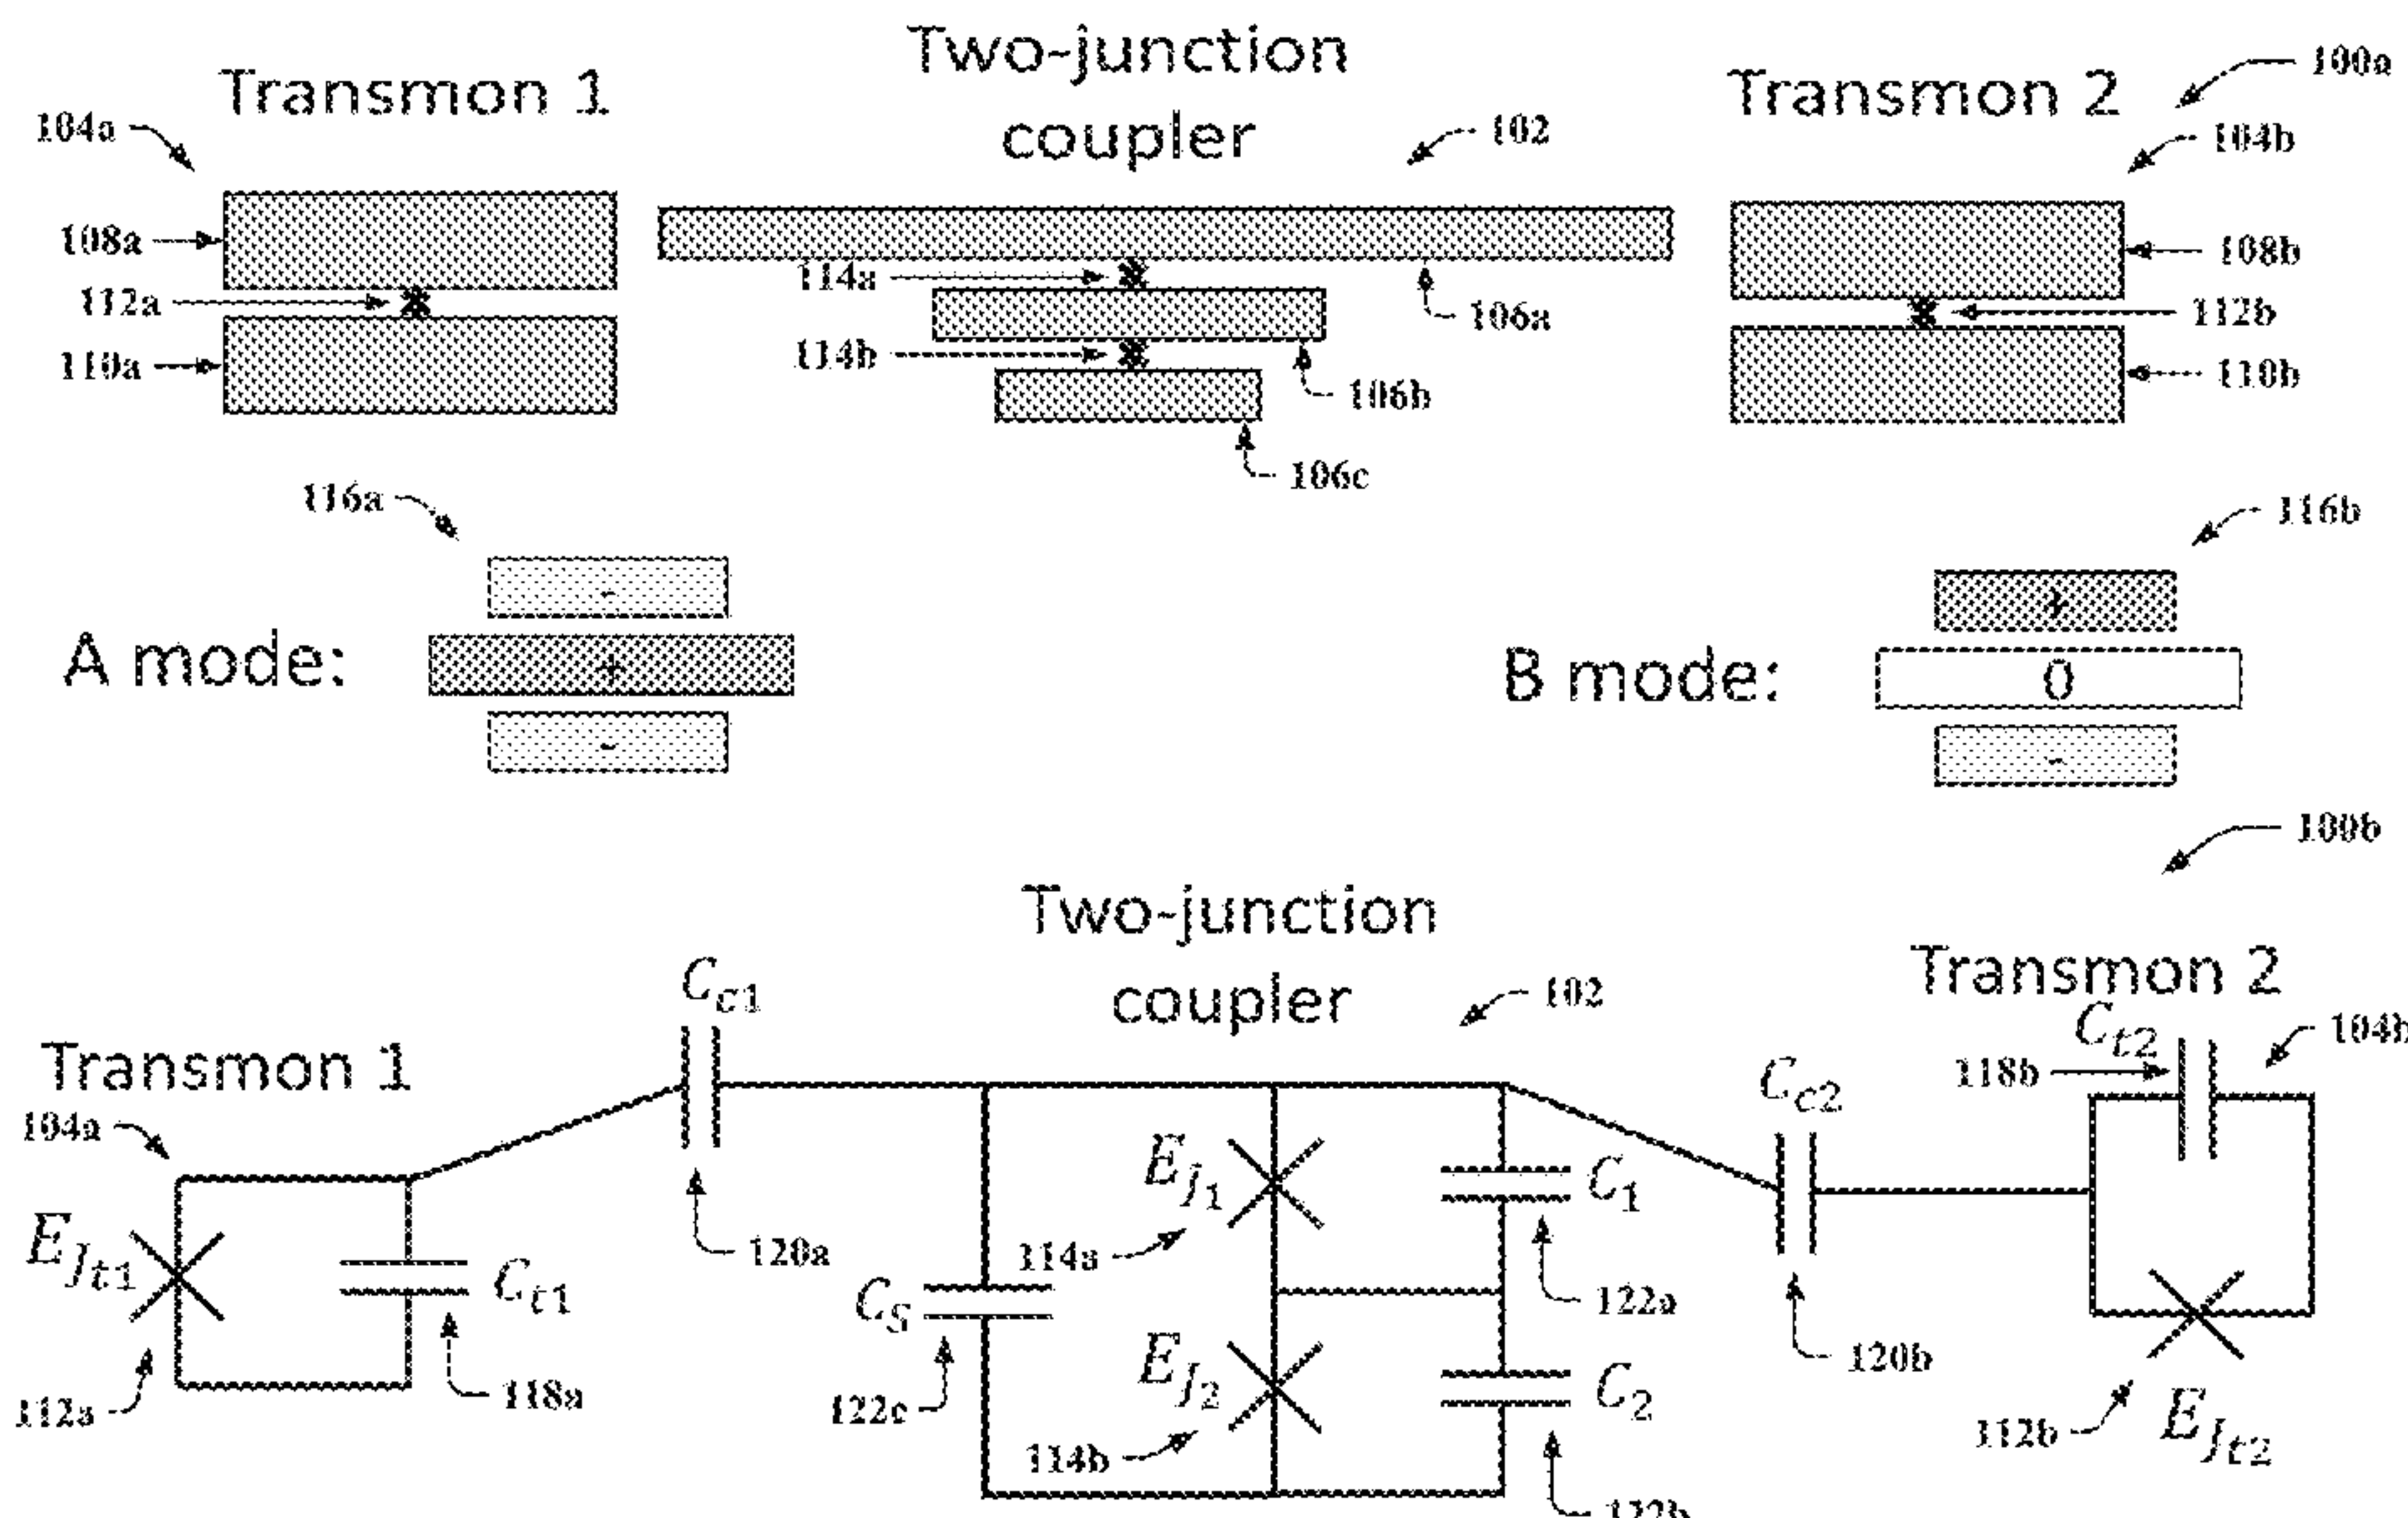 Two-junction
coupler
Transmon 1
Transmon 2
100a
104a
102
104b
108a
114a
108b
112a
106a
112b
110a
114b
106b
110b
106c
116a
116b
-
+
-
A mode:
+
0
-
B mode:
100b
Two-junction
coupler
Transmon 2
C_c1
102
Transmon 1
C_t2
104b
118b
C_c2
104a
E_J1
C_1
E_Jt1
120a
114a
C_t1
C_S
122a
E_J2
C_2
120b
112a
118a
122c
114b
112b
E_Jt2
122b